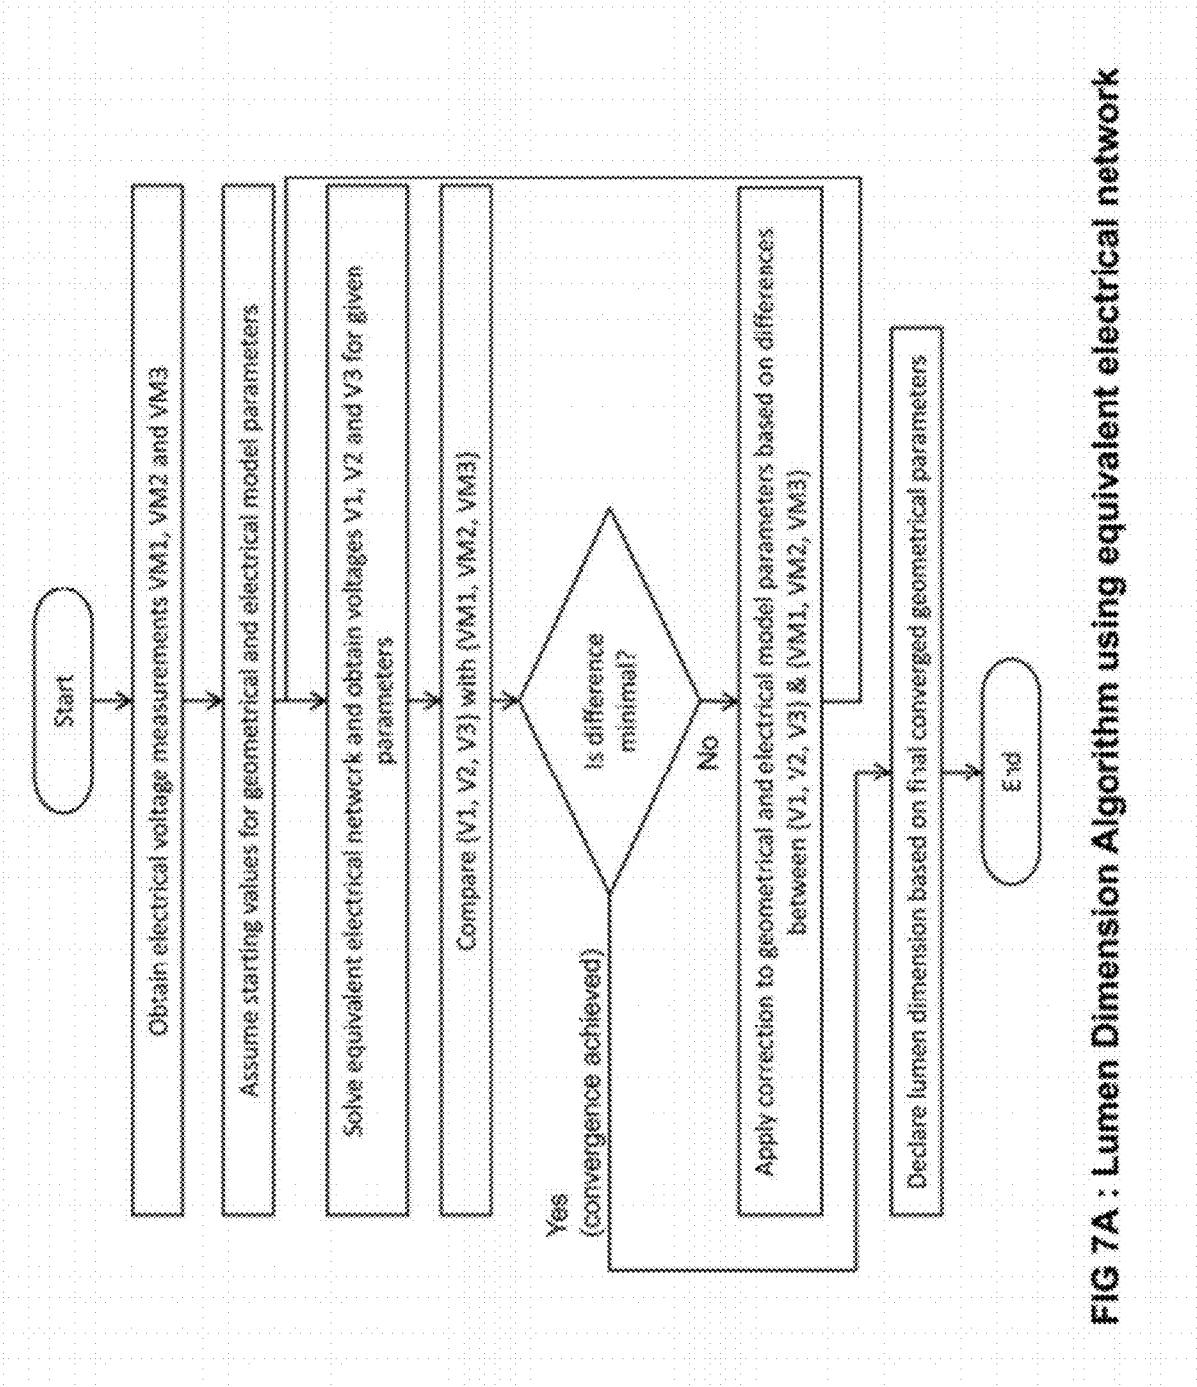 Start
Obtain electrical voltage measurements VM1, VM2 and VM3
Assume starting values for geometrical and electrical model parameters
Solve equivalent electrical network and obtain voltages V1, V2 and V3 for given
parameters
Compare (V1, V2, V3) with (VM1, VM2, VM3)
Is difference
minimal?
Yes
(convergence achieved)
No
Apply correction to geometrical and electrical model parameters based on differences
between (V1, V2, V3) & (VM1, VM2, VM3)
Declare lumen dimension based on final converged geometrical parameters
End
FIG 7A : Lumen Dimension Algorithm using equivalent electrical network